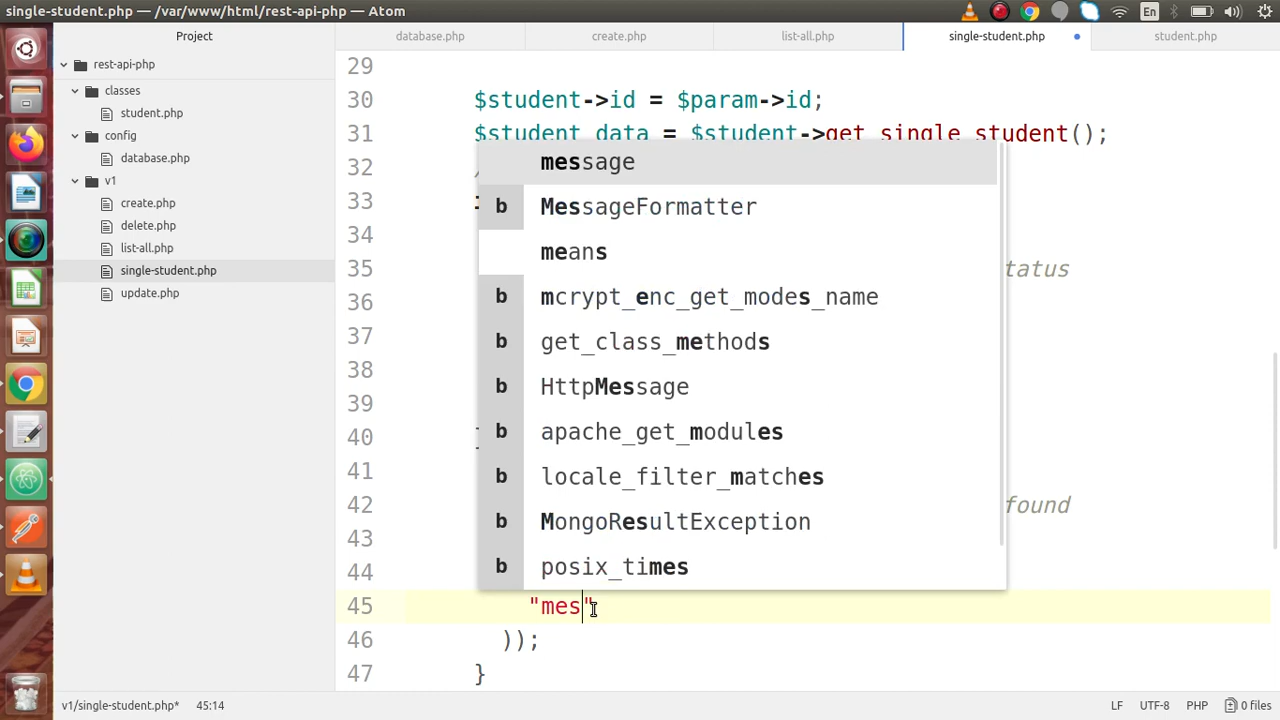 single-student.php — /var/www/html/rest-api-php — Atom
En
Project
database.php
create.php
list-all.php
single-student.php
student.php
rest-api-php
classes
student.php
config
database.php
v1
create.php
delete.php
list-all.php
single-student.php
update.php
29
30 $student->id = $param->id;
31 $student_data = $student->get_single_student();
32
33
34
35 tatus
36
37
38
39
40
41
42 found
43
44
45 "mes"
46 ));
47 }
message
b MessageFormatter
means
b mcrypt_enc_get_modes_name
b get_class_methods
b HttpMessage
b apache_get_modules
b locale_filter_matches
b MongoResultException
b posix_times
v1/single-student.php* 45:14
LF UTF-8 PHP 0 files